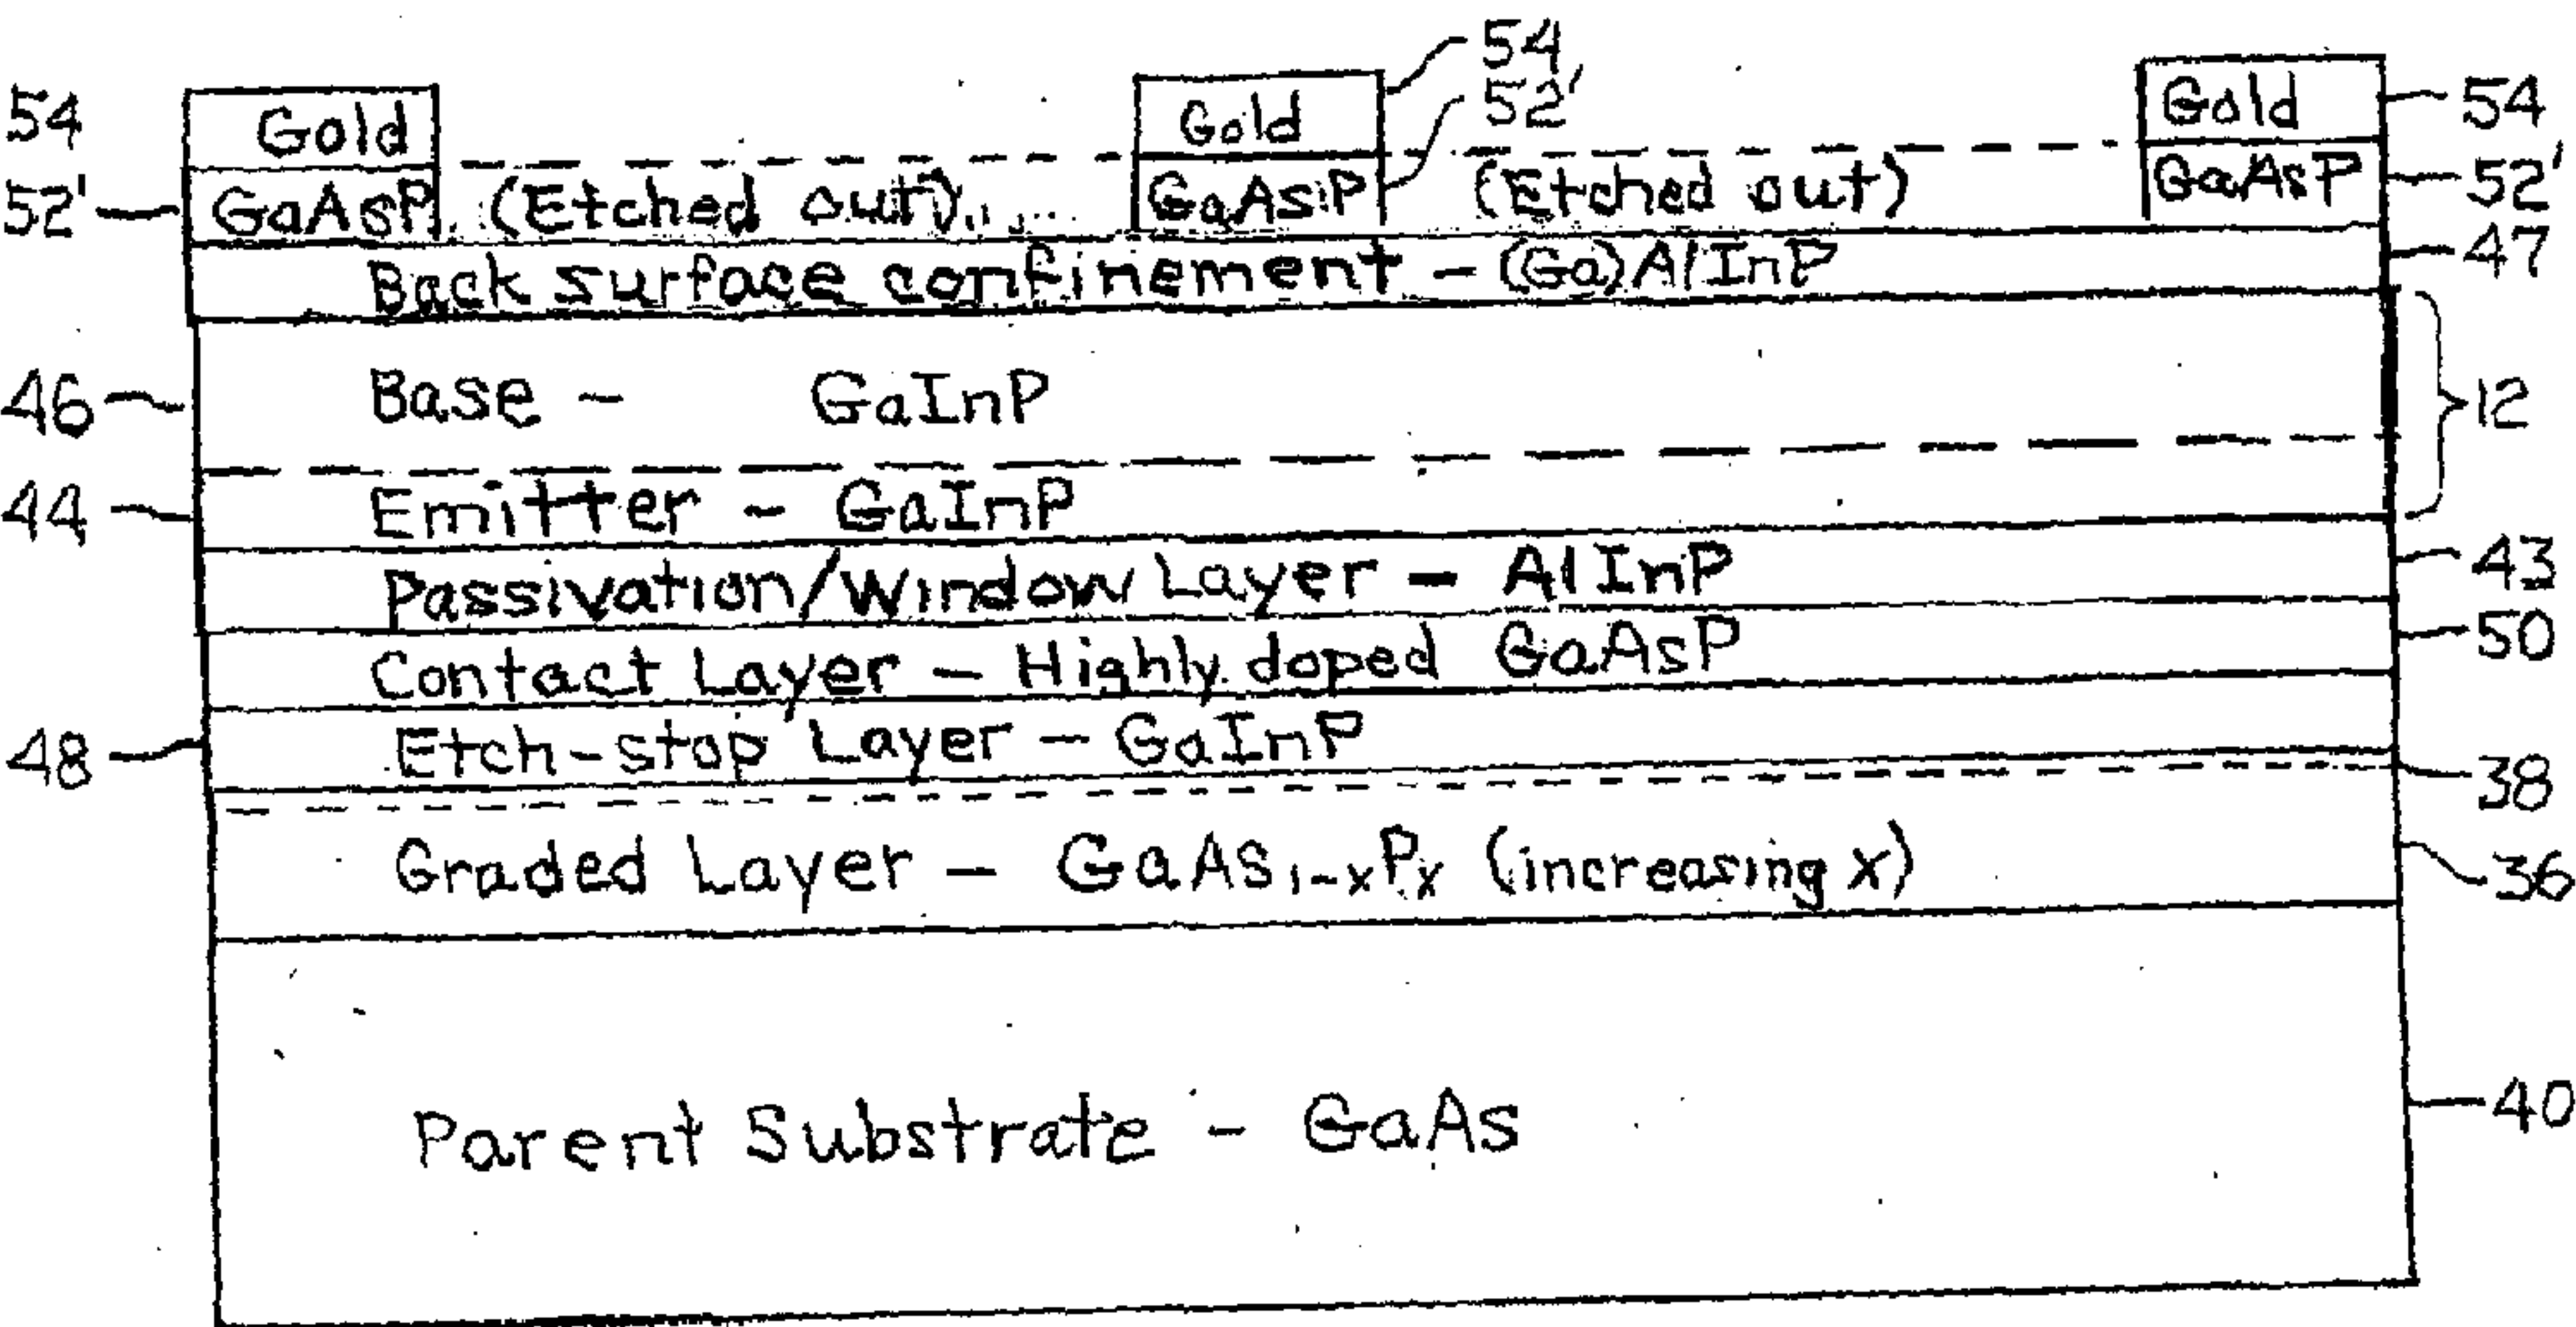 54
54 Gold Gold Gold 54
52'
52' GaAsP (Etched out) GaAsP (Etched out) GaAsP 52'
Back surface confinement - (Ga)AlInP 47
46 Base - GaInP 12
44 Emitter - GaInP
Passivation/Window Layer - AlInP 43
Contact Layer - Highly doped GaAsP 50
48 Etch-stop Layer - GaInP
38
Graded Layer - GaAs1-xPx (increasing x) 36
Parent Substrate - GaAs 40